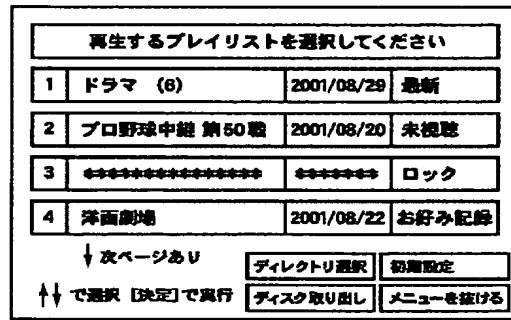 再生するプレイリストを選択してください
1 ドラマ (6) 2001/08/29 最新
2 プロ野球中継 第50戦 2001/08/20 未視聴
3 *************** ******* ロック
4 洋画劇場 2001/08/22 お好み記録
↓ 次ページあり
ディレクトリ選択 初期設定
↑↓ で選択 [決定] で実行 ディスク取り出し メニューを抜ける